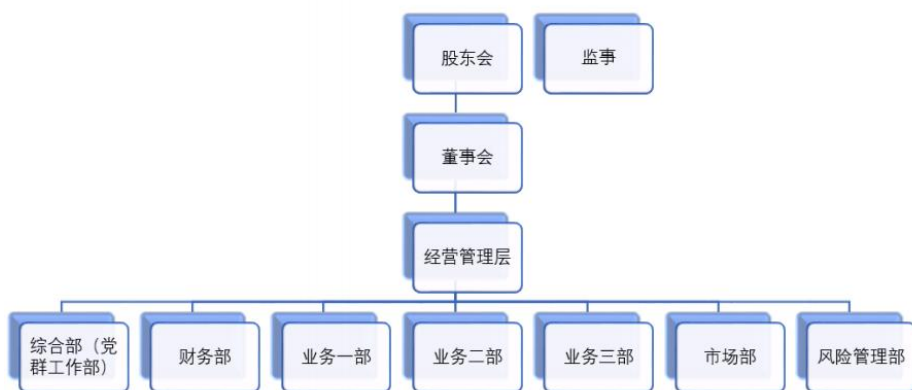 股东会
监事
董事会
经营管理层
综合部（党
群工作部）
财务部
业务一部
业务二部
业务三部
市场部
风险管理部